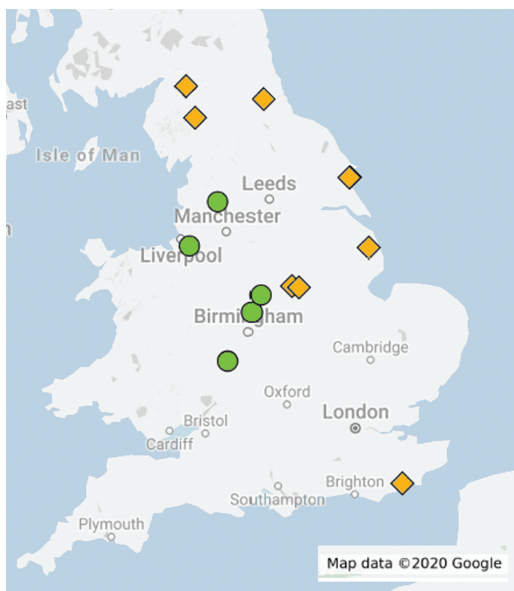 ast
Isle of Man
Leeds
Manchester
Liverpool
n
Birmingham
Cambridge
Oxford
London
Bristol
Cardiff
Brighton
Southampton
Plymouth
Map data ©2020 Google